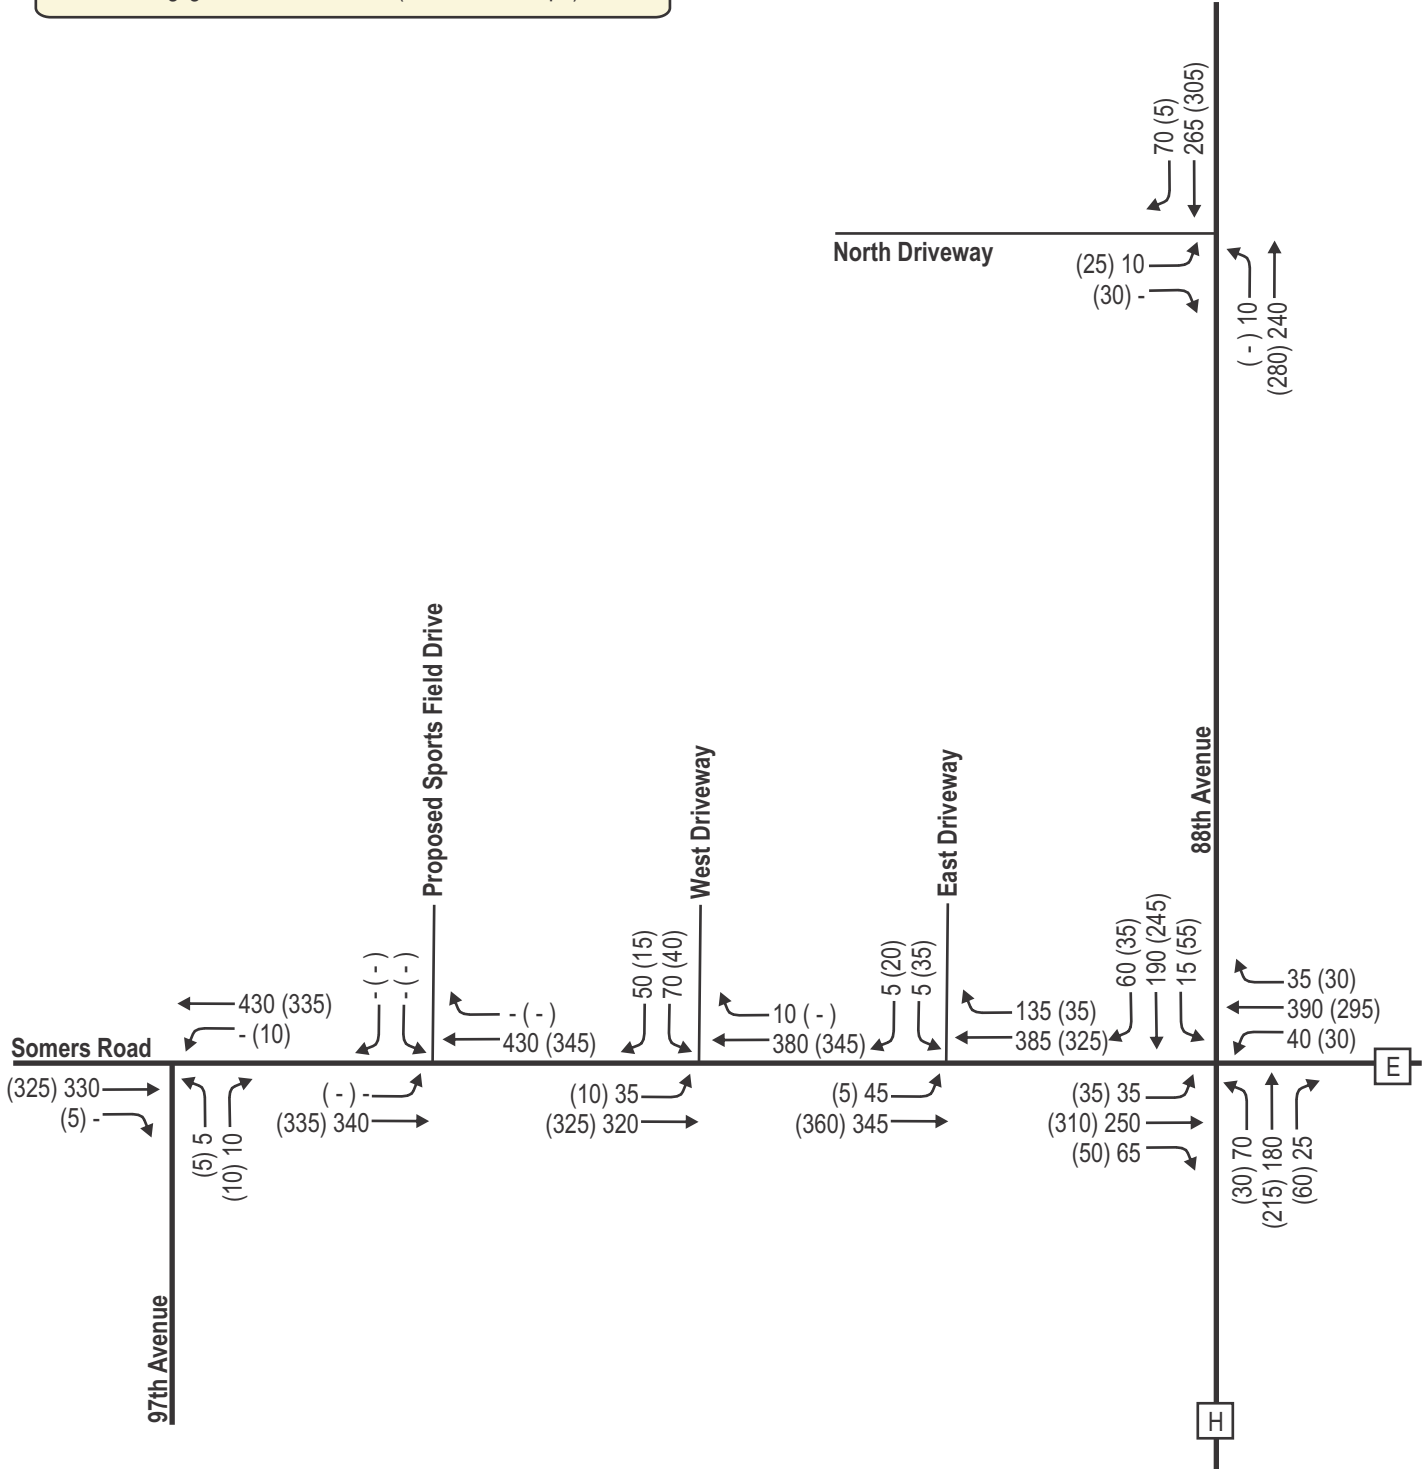 70 (5)
265 (305)
North Driveway
(25) 10
(30) -
( - ) 10
(280) 240
Proposed Sports Field Drive
West Driveway
East Driveway
88th Avenue
- ( - )
- ( - )
50 (15)
70 (40)
5 (20)
5 (35)
60 (35)
190 (245)
15 (55)
430 (335)
- (10)
- ( - )
430 (345)
10 ( - )
380 (345)
135 (35)
385 (325)
35 (30)
390 (295)
40 (30)
Somers Road
E
(325) 330
(5) -
(5) 5
(10) 10
( - ) -
(335) 340
(10) 35
(325) 320
(5) 45
(360) 345
(35) 35
(310) 250
(50) 65
(30) 70
(215) 180
(60) 25
97th Avenue
H